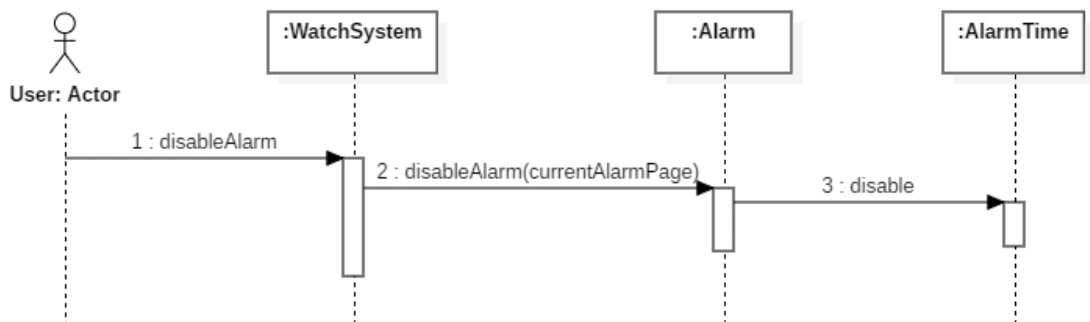 :WatchSystem
:Alarm
:AlarmTime
User: Actor
1 : disableAlarm
2 : disableAlarm(currentAlarmPage)
3 : disable